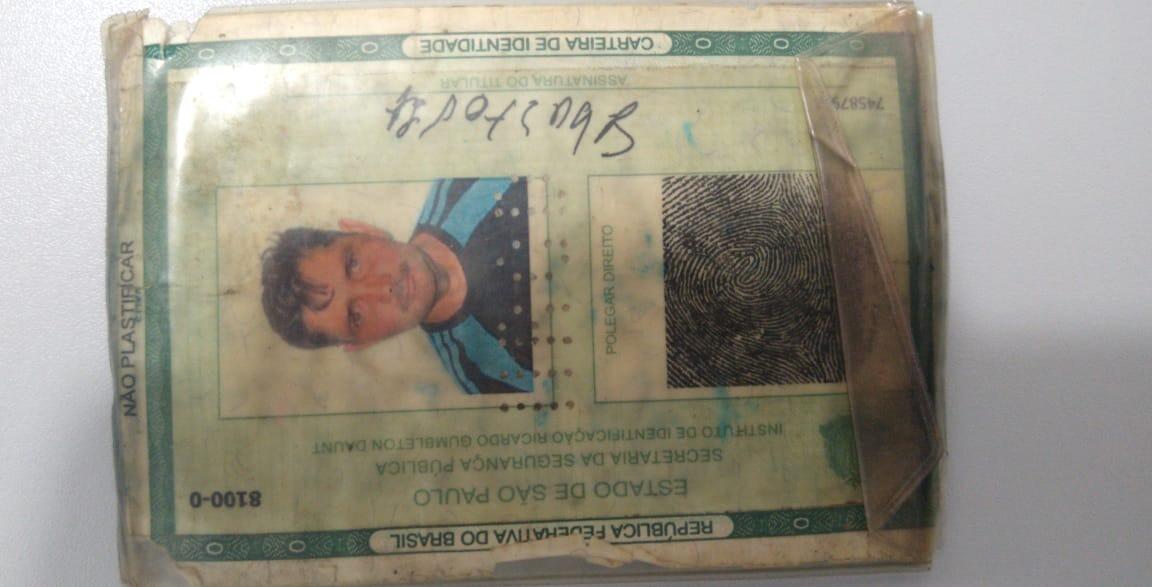 REPÚBLICA FEDERATIVA DO BRASIL
8100-0
ESTADO DE SÃO PAULO
SECRETARIA DA SEGURANÇA PÚBLICA
INSTITUTO DE IDENTIFICAÇÃO RICARDO GUMBLETON DAUNT
POLEGAR DIREITO
ASSINATURA DO TITULAR
CARTEIRA DE IDENTIDADE
NÃO PLASTIFICAR